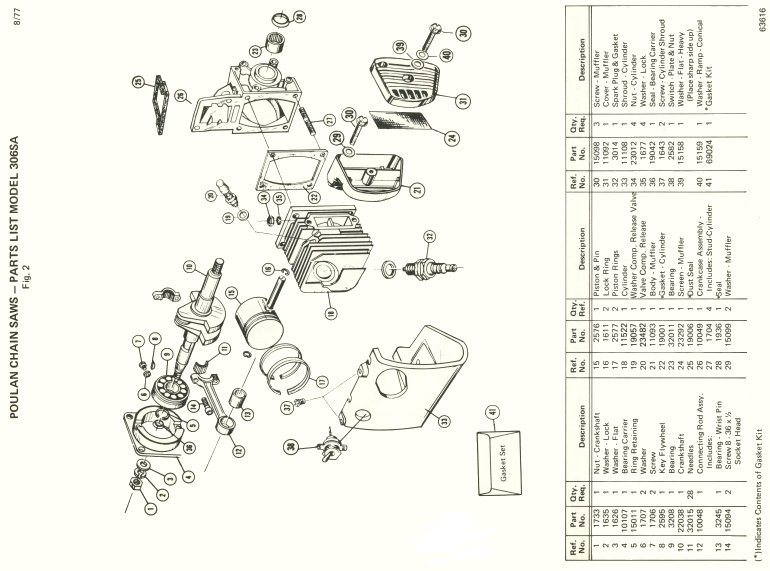 8/77
POULAN CHAIN SAWS – PARTS LIST MODEL 306SA
Fig. 2
Gasket Set
Ref. No. Part No. Qty. Req. Description
1 1733 1 Nut - Crankshaft
2 1635 1 Washer - Lock
3 1626 1 Washer - Flat
4 10107 1 Bearing Carrier
5 15011 1 Ring Retaining
6 1707 2 Washer
7 1706 2 Screw
8 2595 1 Key Flywheel
9 3208 1 Bearing
10 22038 1 Crankshaft
11 32015 28 Needles
12 10048 1 Connecting Rod Assy.
Includes:
13 3245 1 Bearing - Wrist Pin
14 15094 2 Screw 8 - 36 x ½
Socket Head
Ref. No. Part No. Qty. Req. Description
15 2576 1 Piston & Pin
16 1611 2 Lock Ring
17 2577 2 Piston Rings
18 11522 1 Cylinder
19 19057 1 Washer Comp. Release Valve
20 23482 1 Valve Comp. Release
21 11093 1 Body - Muffler
22 19001 1 *Gasket - Cylinder
23 32011 1 Bearing
24 23292 1 Screen - Muffler
25 19006 1 *Dust Seal
26 10049 1 Crankcase Assembly -
Includes: Stud-Cylinder
27 1704 4
28 1936 1 *Seal
29 15099 2 Washer - Muffler
Ref. No. Part No. Qty. Req. Description
30 15098 3 Screw - Muffler
31 11092 1 Cover - Muffler
32 3014 1 Spark Plug & Gasket
33 11108 1 Shroud - Cylinder
34 23012 4 Nut - Cylinder
35 1677 4 Washer - Lock
36 19042 1 Seal - Bearing Carrier
37 1643 2 Screw - Cylinder Shroud
38 2582 1 Switch - Plate & Nut
39 15158 1 Washer - Flat - Heavy
(Place sharp side up)
40 15159 1 Washer - Ramp - Conical
41 69024 1 *Gasket Kit
(*)Indicates Contents of Gasket Kit
63616